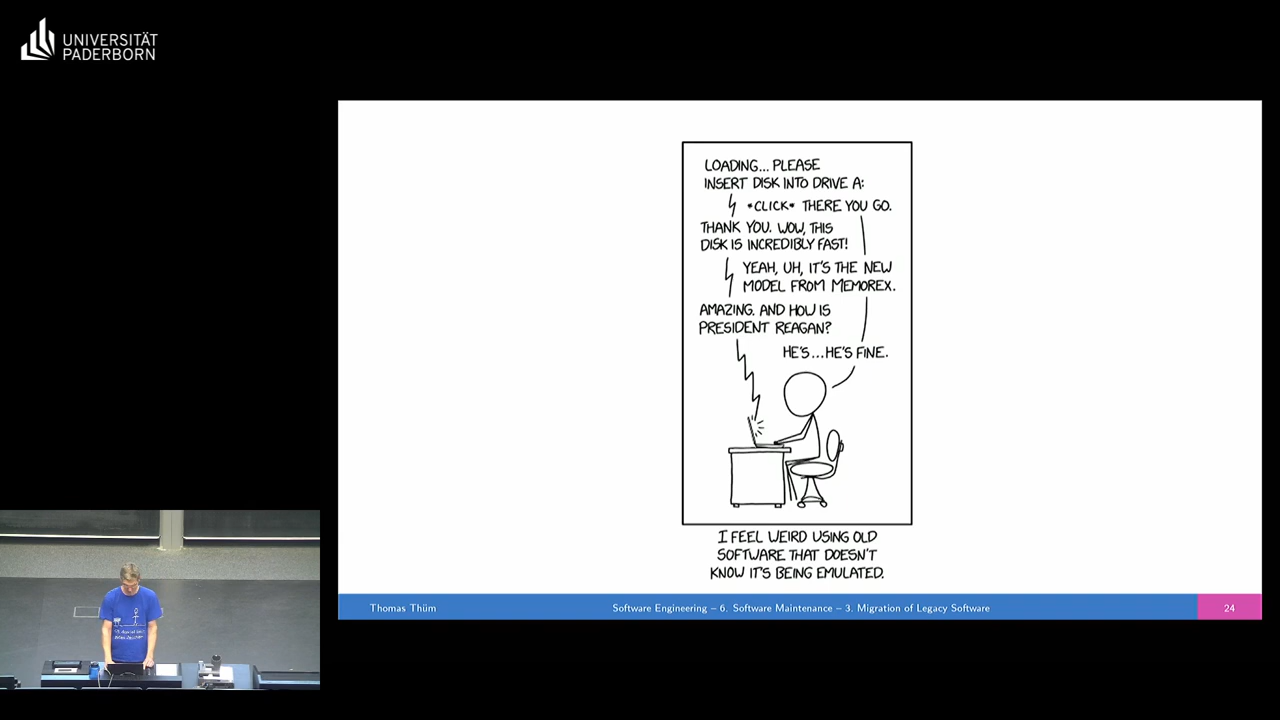 UNIVERSITÄT
PADERBORN
LOADING... PLEASE
INSERT DISK INTO DRIVE A:
*CLICK* THERE YOU GO.
THANK YOU. WOW, THIS
DISK IS INCREDIBLY FAST!
YEAH, UH, IT'S THE NEW
MODEL FROM MEMOREX.
AMAZING. AND HOW IS
PRESIDENT REAGAN?
HE'S...HE'S FINE.
I FEEL WEIRD USING OLD
SOFTWARE THAT DOESN'T
KNOW IT'S BEING EMULATED.
Thomas Thüm
Software Engineering – 6. Software Maintenance – 3. Migration of Legacy Software
24